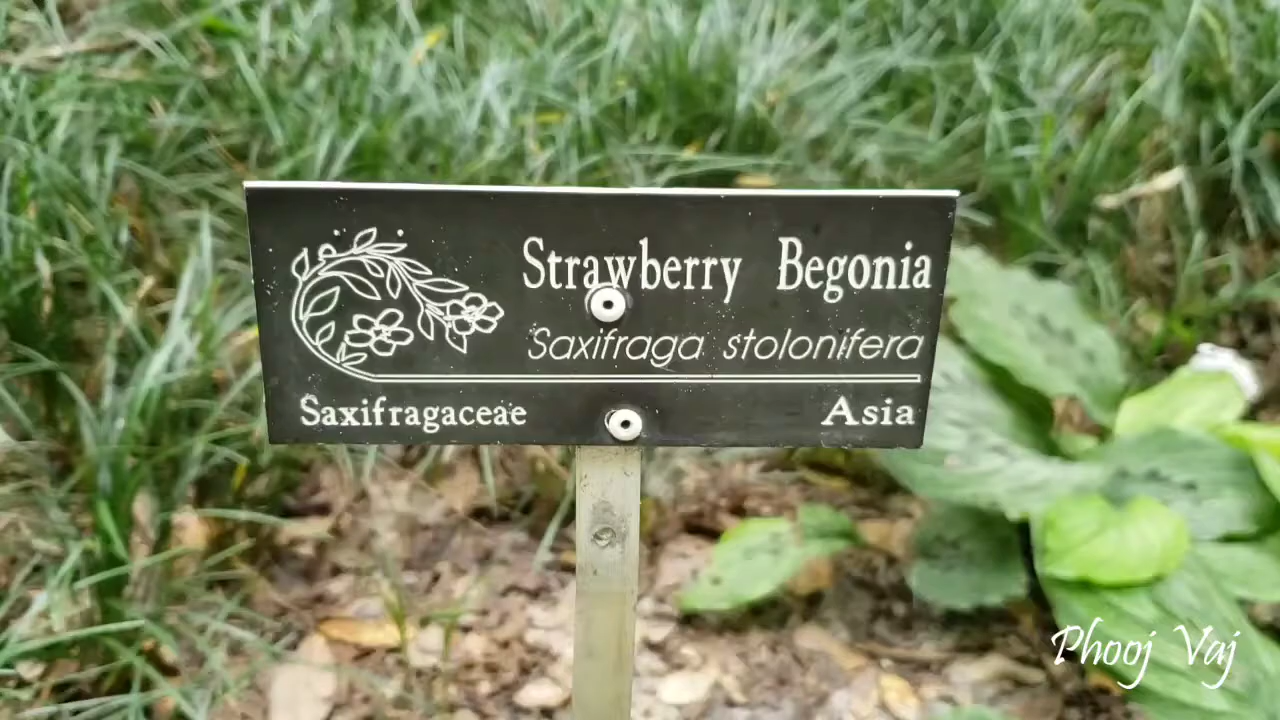 Strawberry Begonia
Saxifraga stolonifera
Saxifragaceae Asia
Phooj Vaj